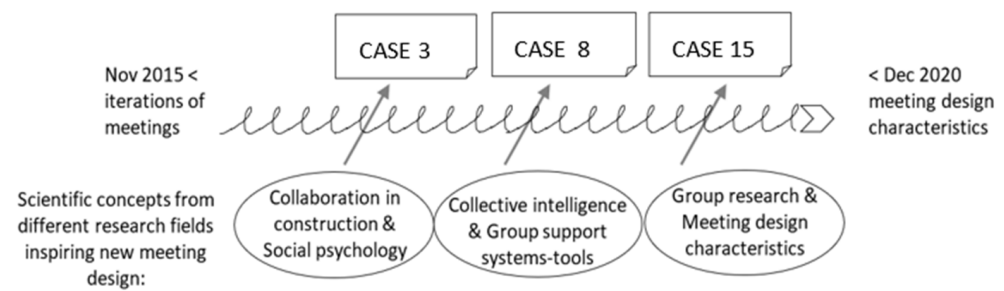 CASE 3
CASE 8
CASE 15
Nov 2015 <
iterations of
meetings
< Dec 2020
meeting design
characteristics
Scientific concepts from
different research fields
inspiring new meeting
design:
Collaboration in
construction &
Social psychology
Collective intelligence
& Group support
systems-tools
Group research &
Meeting design
characteristics